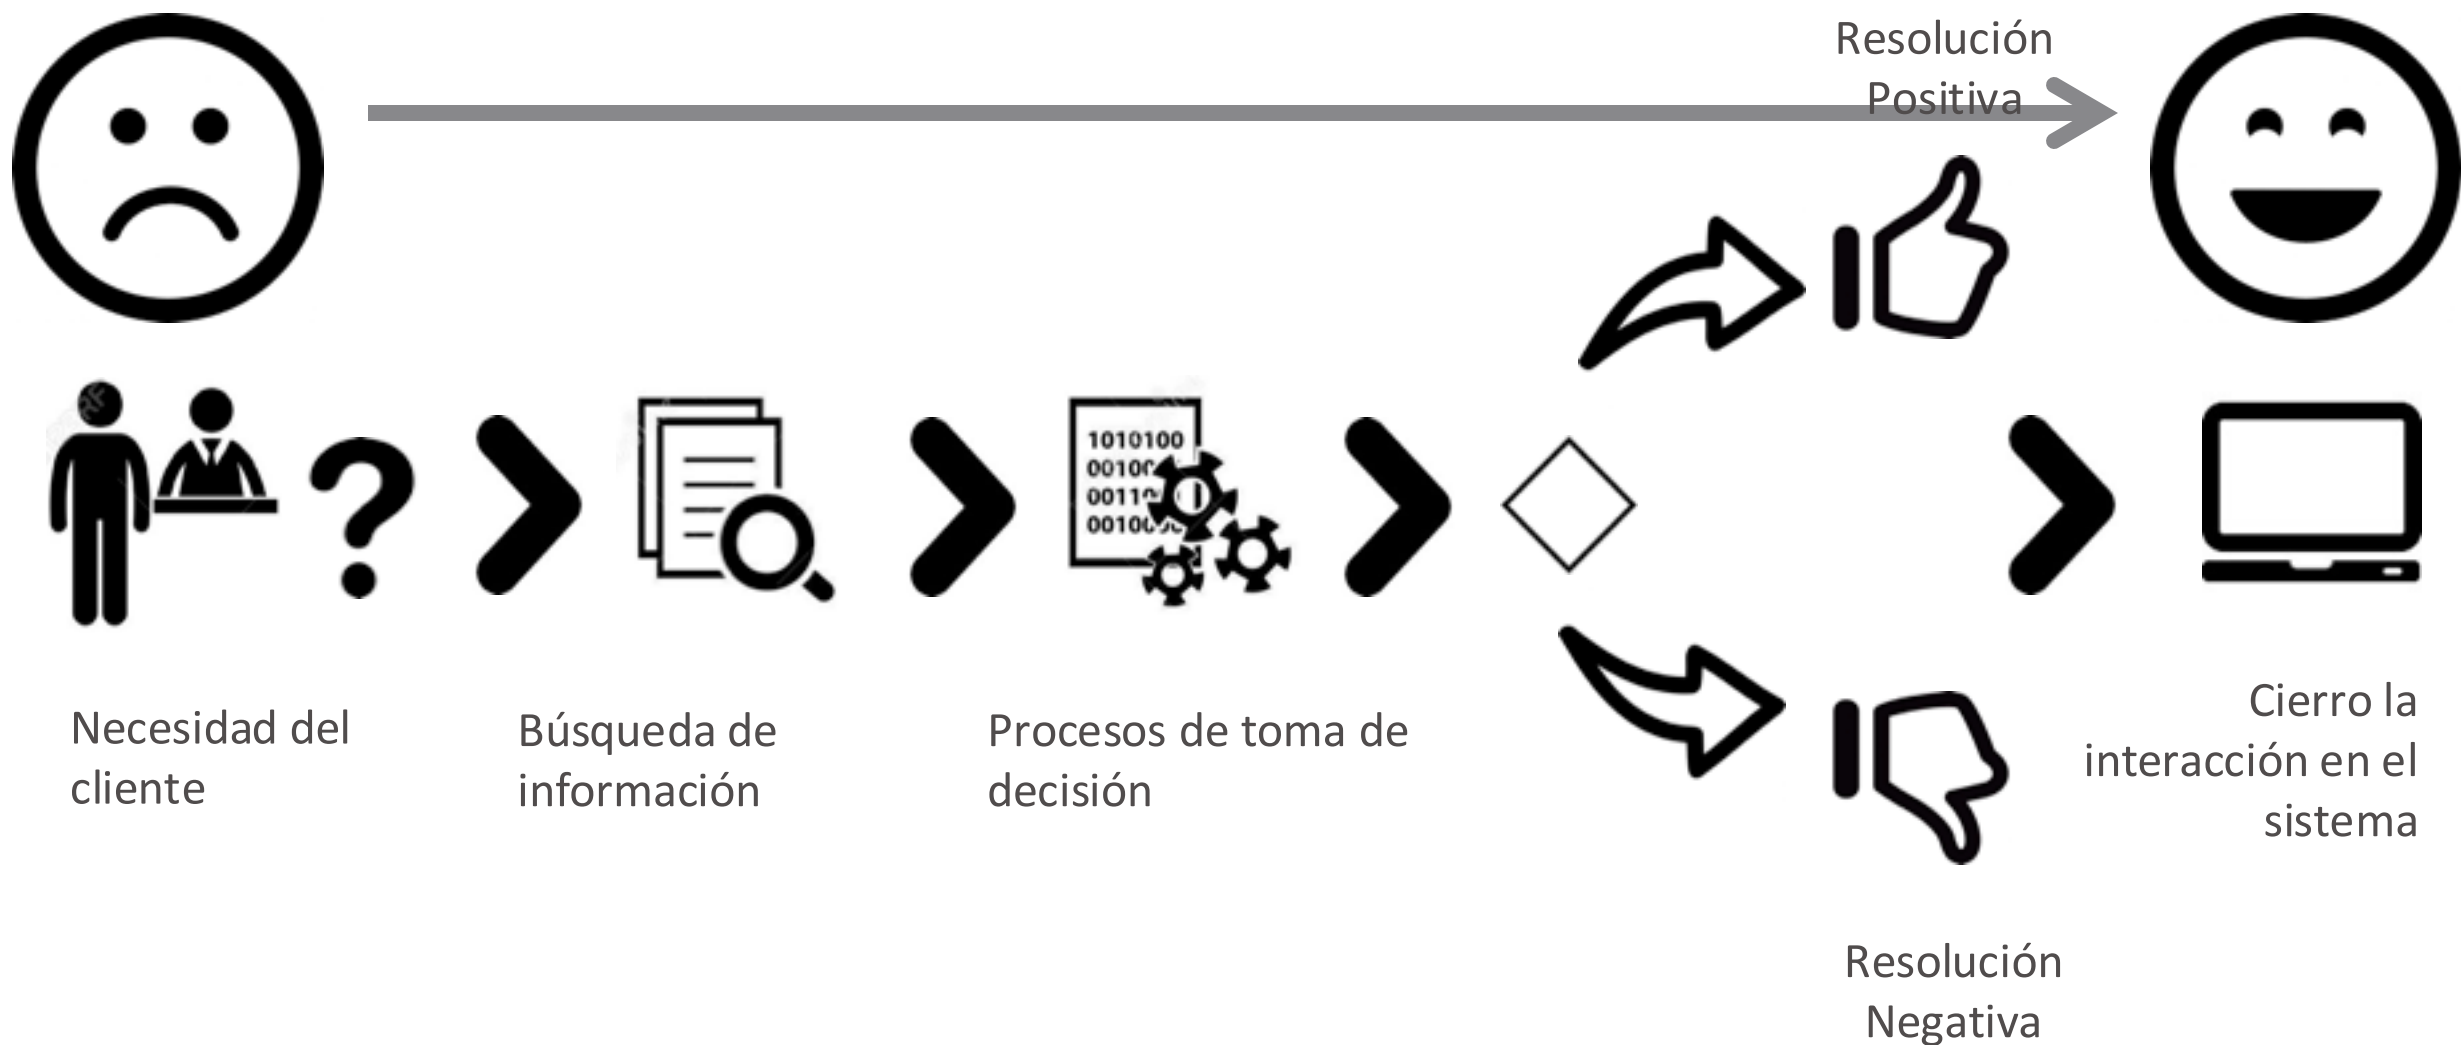 Resolución
Positiva
1010100
Necesidad del
cliente
Búsqueda de
información
Procesos de toma de
decisión
Cierro la
interacción en el
sistema
Resolución
Negativa